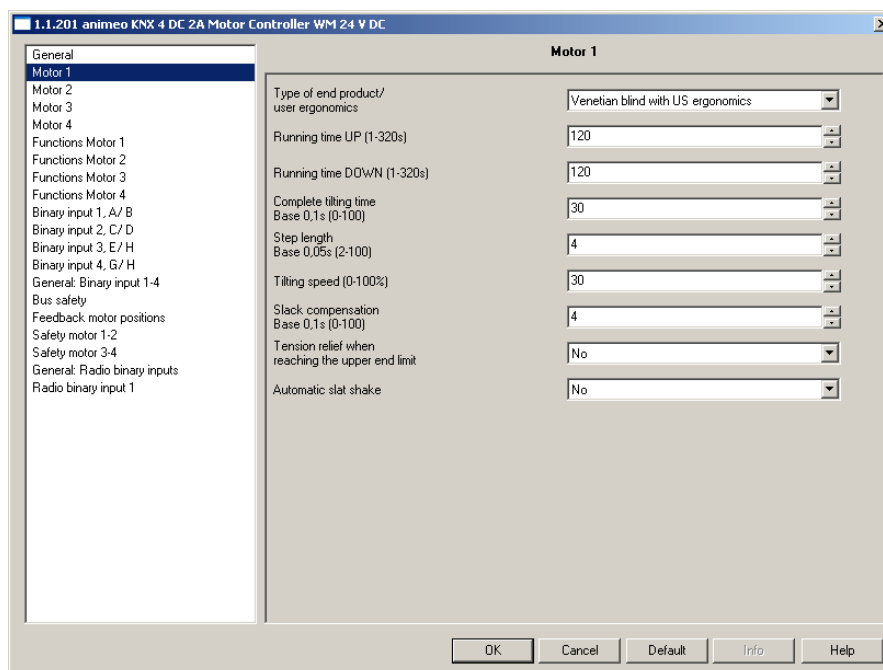 1.1.201 animeo KNX 4 DC 2A Motor Controller WM 24 V DC
General
Motor 1
Motor 2
Motor 3
Motor 4
Functions Motor 1
Functions Motor 2
Functions Motor 3
Functions Motor 4
Binary input 1, A/ B
Binary input 2, C/ D
Binary input 3, E/ H
Binary input 4, G/ H
General: Binary input 1-4
Bus safety
Feedback motor positions
Safety motor 1-2
Safety motor 3-4
General: Radio binary inputs
Radio binary input 1
Motor 1
Type of end product/
user ergonomics
Venetian blind with US ergonomics
Running time UP (1-320s)
120
Running time DOWN (1-320s)
120
Complete tilting time
Base 0,1s (0-100)
30
Step length
Base 0,05s (2-100)
4
Tilting speed (0-100%)
30
Slack compensation
Base 0,1s (0-100)
4
Tension relief when
reaching the upper end limit
No
Automatic slat shake
No
OK
Cancel
Default
Info
Help